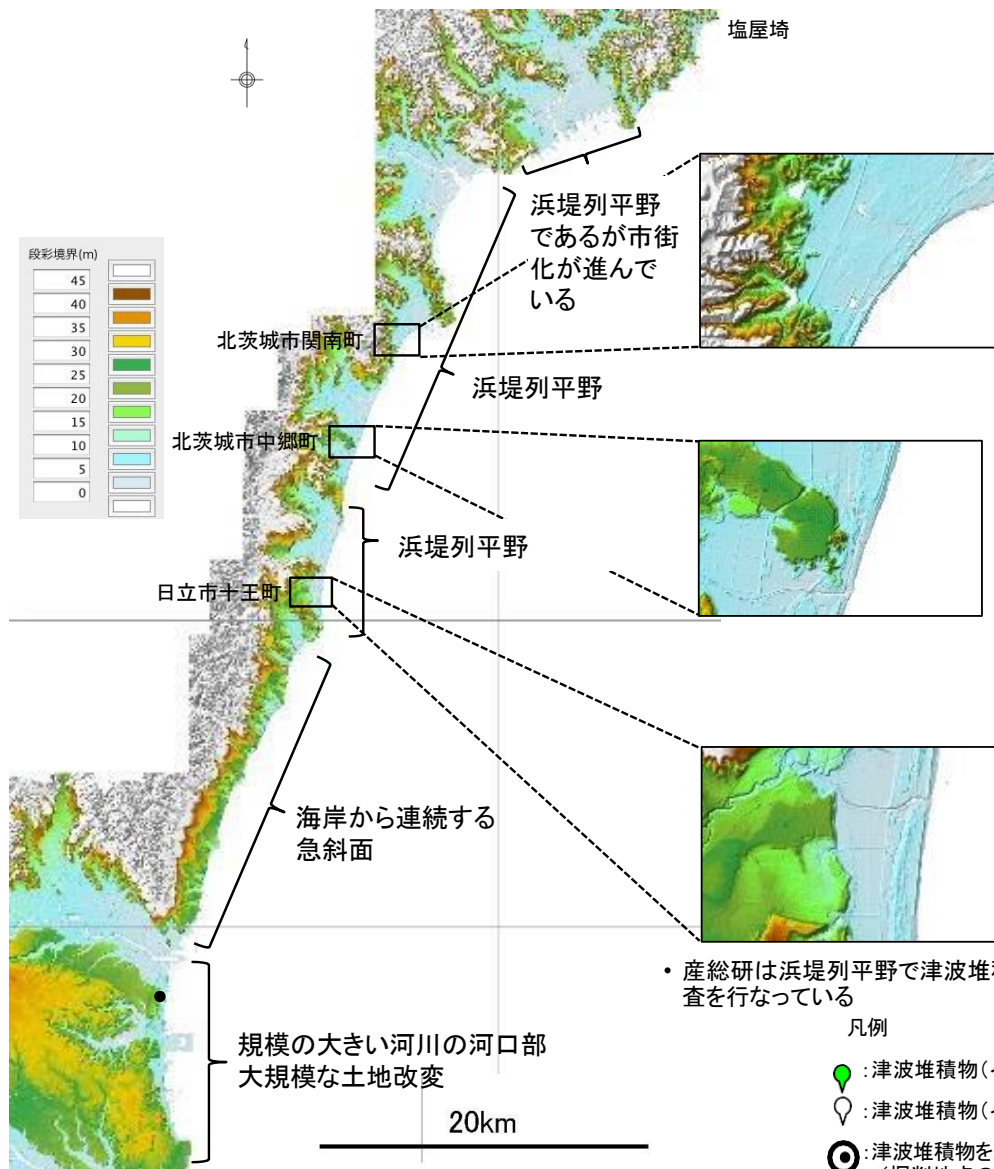 塩屋埼
浜堤列平野
であるが市街
化が進んで
いる
段彩境界(m)
45
40
35
30
25
20
15
10
5
0
北茨城市関南町
浜堤列平野
北茨城市中郷町
浜堤列平野
日立市十王町
海岸から連続する
急斜面
• 産総研は浜堤列平野で津波堆
査を行なっている
凡例
規模の大きい河川の河口部
大規模な土地改変
:津波堆積物(
:津波堆積物(
:津波堆積物を
20km